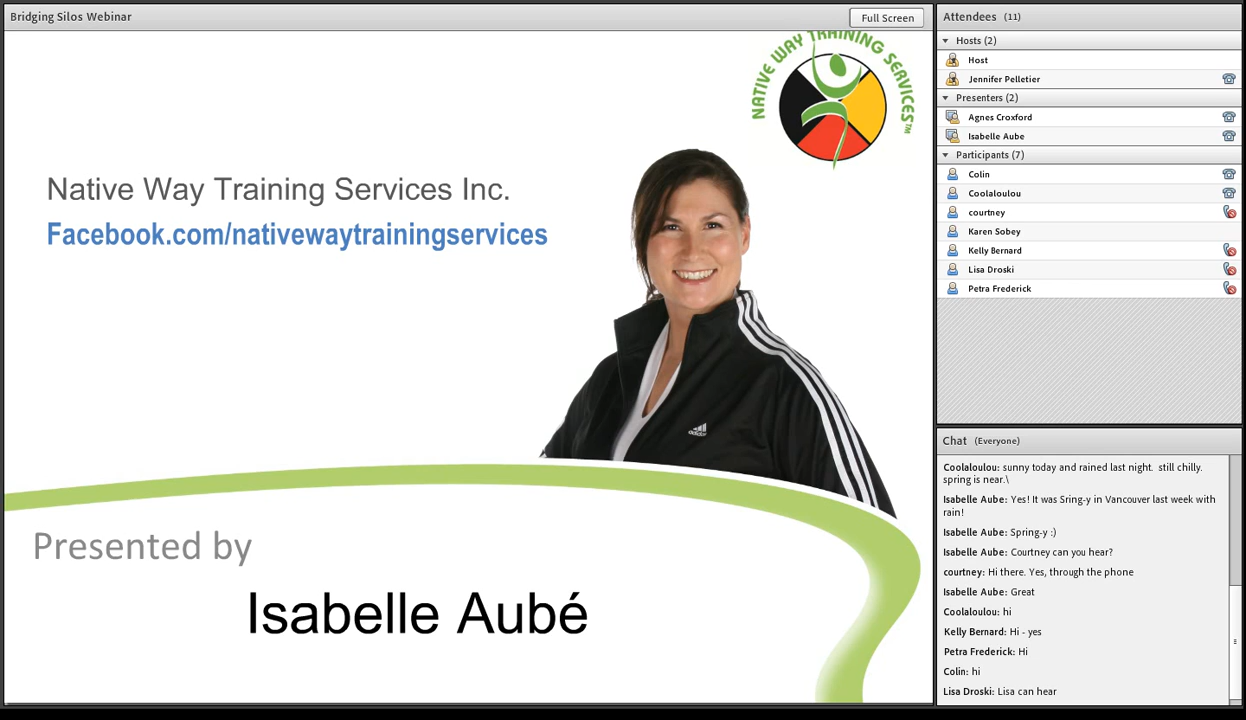 Bridging Silos Webinar
Full Screen
NATIVE WAY TRAINING SERVICES™
Native Way Training Services Inc.
Facebook.com/nativewaytrainingservices
adidas
Presented by
Isabelle Aubé
Attendees (11)
Hosts (2)
Host
Jennifer Pelletier
Presenters (2)
Agnes Croxford
Isabelle Aube
Participants (7)
Colin
Coolaloulou
courtney
Karen Sobey
Kelly Bernard
Lisa Droski
Petra Frederick
Chat (Everyone)
Coolaloulou: sunny today and rained last night. still chilly.
spring is near.\
Isabelle Aube: Yes! It was Sring-y in Vancouver last week with
rain!
Isabelle Aube: Spring-y :)
Isabelle Aube: Courtney can you hear?
courtney: Hi there. Yes, through the phone
Isabelle Aube: Great
Coolaloulou: hi
Kelly Bernard: Hi - yes
Petra Frederick: Hi
Colin: hi
Lisa Droski: Lisa can hear